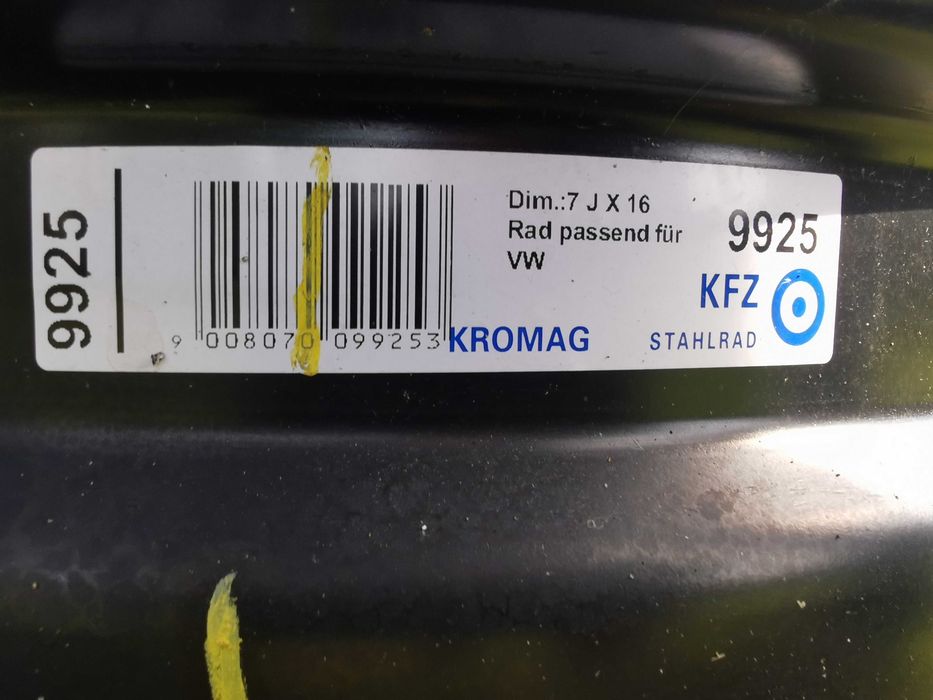 9925
9 008070 099253
Dim.:7 J X 16
Rad passend für
VW
9925
KFZ
KROMAG
STAHLRAD